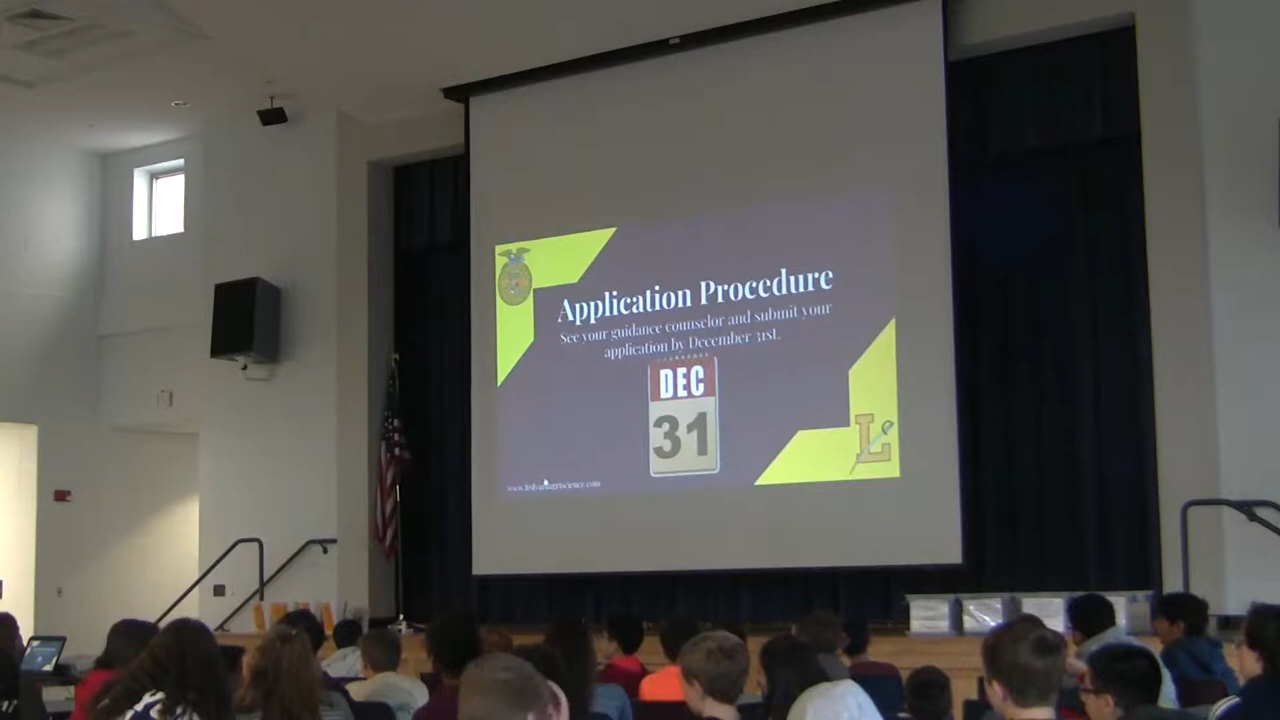 Application Procedure
See your guidance counselor and submit your
application by December 31st.
DEC
31
L